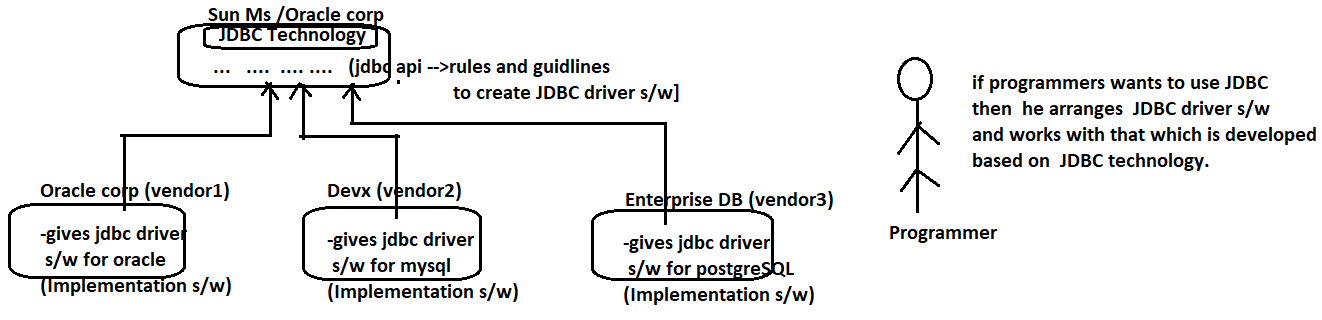 Sun Ms /Oracle corp
JDBC Technology
... .... .... .... (jdbc api -->rules and guidlines
to create JDBC driver s/w]
if programmers wants to use JDBC
then he arranges JDBC driver s/w
and works with that which is developed
based on JDBC technology.
Programmer
Oracle corp (vendor1)
-gives jdbc driver
s/w for oracle
(Implementation s/w)
Devx (vendor2)
-gives jdbc driver
s/w for mysql
(Implementation s/w)
Enterprise DB (vendor3)
-gives jdbc driver
s/w for postgreSQL
(Implementation s/w)